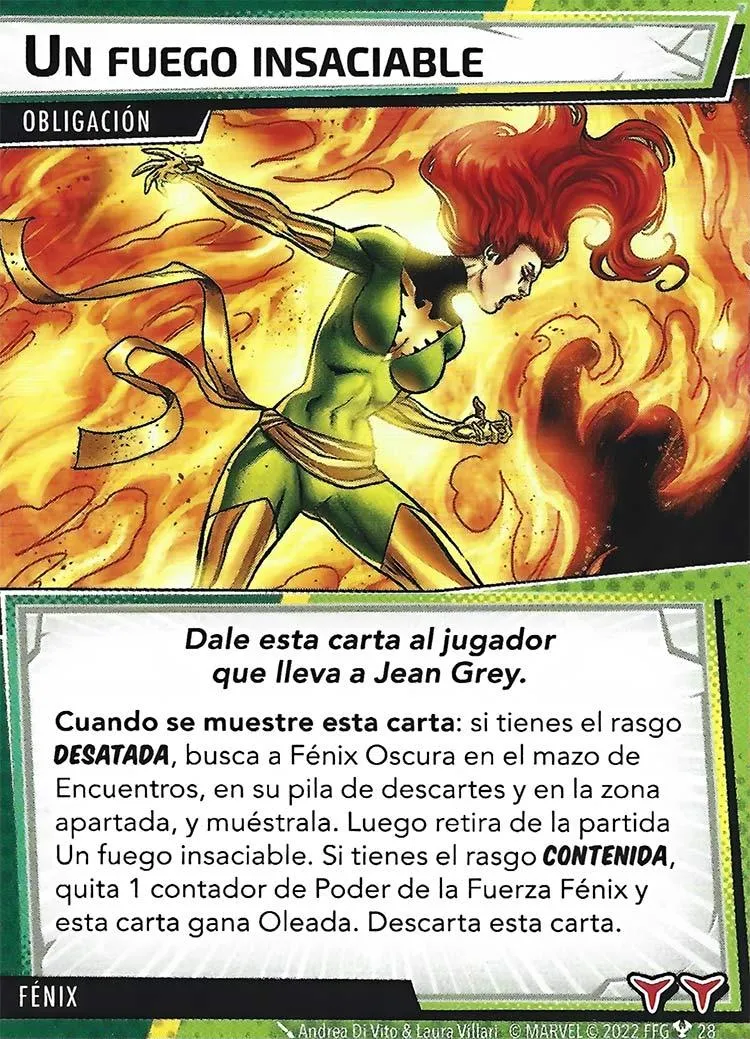 Un fuego insaciable
OBLIGACIÓN
Dale esta carta al jugador
que lleva a Jean Grey.
Cuando se muestre esta carta: si tienes el rasgo
DESATADA, busca a Fénix Oscura en el mazo de
Encuentros, en su pila de descartes y en la zona
apartada, y muéstrala. Luego retira de la partida
Un fuego insaciable. Si tienes el rasgo CONTENIDA,
quita 1 contador de Poder de la Fuerza Fénix y
esta carta gana Oleada. Descarta esta carta.
FÉNIX
Andrea Di Vito & Laura Villari © MARVEL © 2022 FFG 28